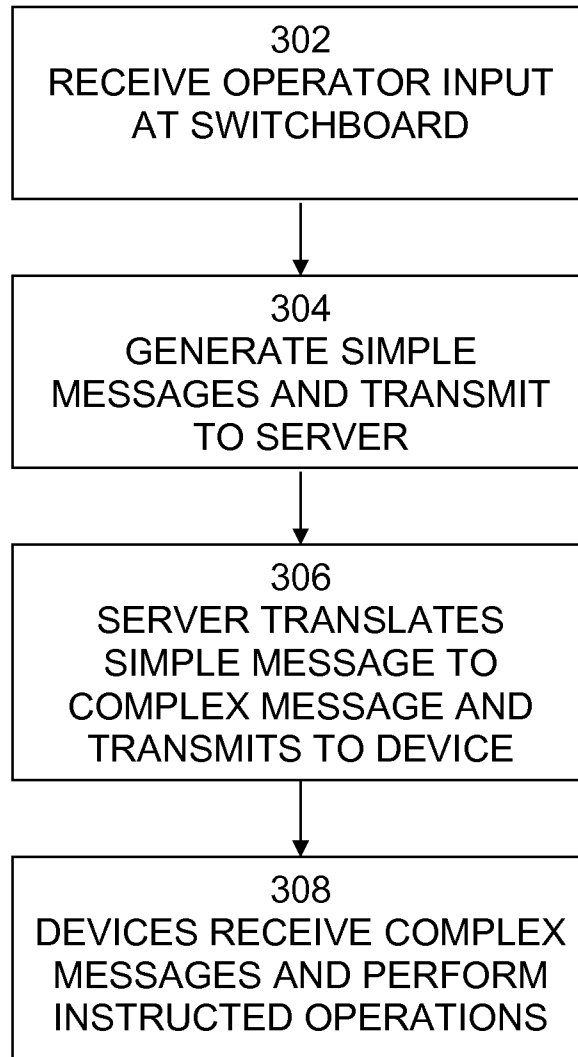 302
RECEIVE OPERATOR INPUT
AT SWITCHBOARD
304
GENERATE SIMPLE
MESSAGES AND TRANSMIT
TO SERVER
306
SERVER TRANSLATES
SIMPLE MESSAGE TO
COMPLEX MESSAGE AND
TRANSMITS TO DEVICE
308
DEVICES RECEIVE COMPLEX
MESSAGES AND PERFORM
INSTRUCTED OPERATIONS